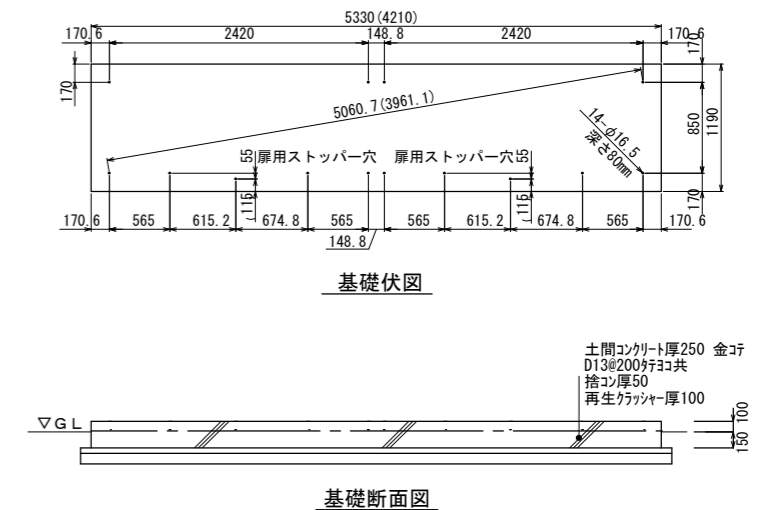 5330(4210)
170.6 2420 148.8 2420 170.6
170
170
5060.7(3961.1)
850
1190
14-φ16.5
深さ80mm
55 扉用ストッパー穴 扉用ストッパー穴 55
115
115
170
170.6 565 615.2 674.8 565 565 615.2 674.8 565 170.6
148.8
基礎伏図
土間コンクリート厚250 金コテ
D13@200タテヨコ共
捨コン厚50
再生クラッシャー厚100
▽GL
100
150
基礎断面図